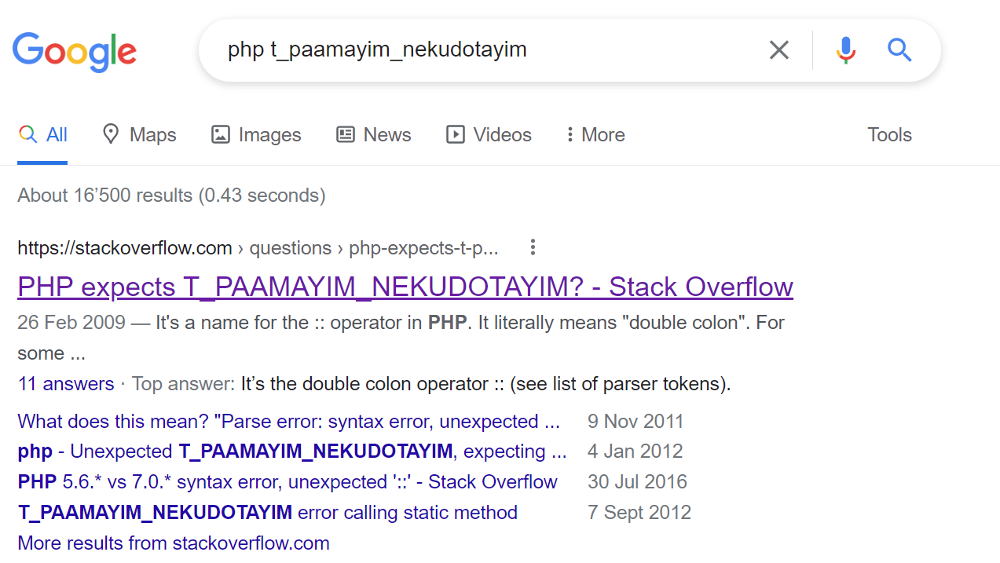 Google
php t_paamayim_nekudotayim
All Maps Images News Videos More Tools
About 16’500 results (0.43 seconds)
https://stackoverflow.com › questions › php-expects-t-p...
PHP expects T_PAAMAYIM_NEKUDOTAYIM? - Stack Overflow
26 Feb 2009 — It's a name for the :: operator in PHP. It literally means "double colon". For
some ...
11 answers · Top answer: It’s the double colon operator :: (see list of parser tokens).
What does this mean? "Parse error: syntax error, unexpected ... 9 Nov 2011
php - Unexpected T_PAAMAYIM_NEKUDOTAYIM, expecting ... 4 Jan 2012
PHP 5.6.* vs 7.0.* syntax error, unexpected '::' - Stack Overflow 30 Jul 2016
T_PAAMAYIM_NEKUDOTAYIM error calling static method 7 Sept 2012
More results from stackoverflow.com